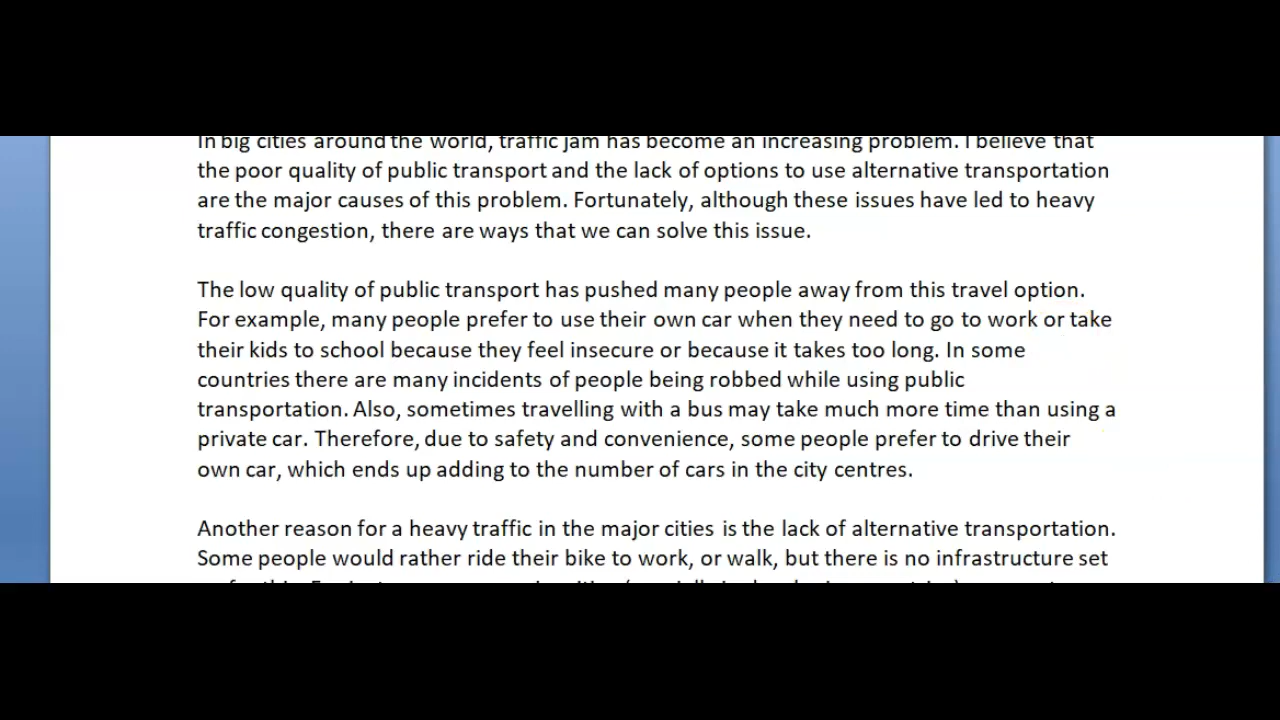 In big cities around the world, traffic jam has become an increasing problem. I believe that
the poor quality of public transport and the lack of options to use alternative transportation
are the major causes of this problem. Fortunately, although these issues have led to heavy
traffic congestion, there are ways that we can solve this issue.
The low quality of public transport has pushed many people away from this travel option.
For example, many people prefer to use their own car when they need to go to work or take
their kids to school because they feel insecure or because it takes too long. In some
countries there are many incidents of people being robbed while using public
transportation. Also, sometimes travelling with a bus may take much more time than using a
private car. Therefore, due to safety and convenience, some people prefer to drive their
own car, which ends up adding to the number of cars in the city centres.
Another reason for a heavy traffic in the major cities is the lack of alternative transportation.
Some people would rather ride their bike to work, or walk, but there is no infrastructure set